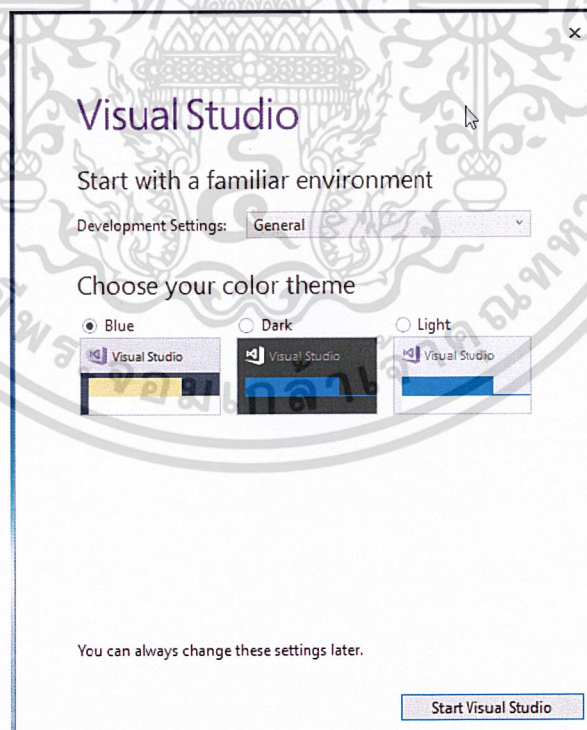 Visual Studio
Start with a familiar environment
Development Settings: General
Choose your color theme
Blue Dark Light
Visual Studio Visual Studio Visual Studio
You can always change these settings later.
Start Visual Studio